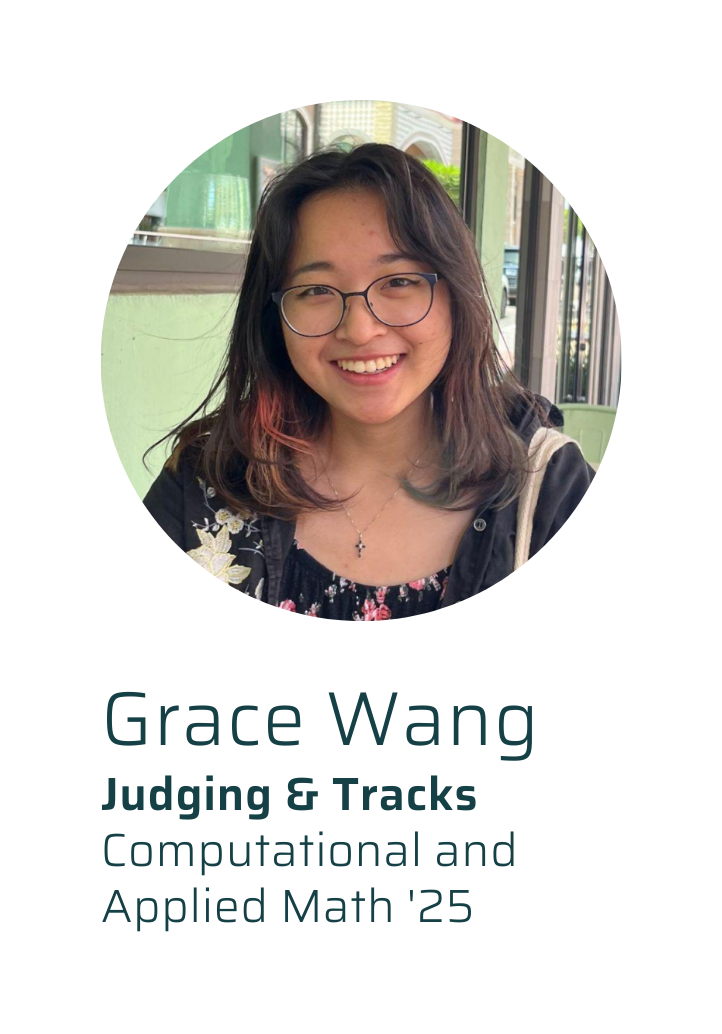 Grace Wang
Judging & Tracks
Computational and
Applied Math '25